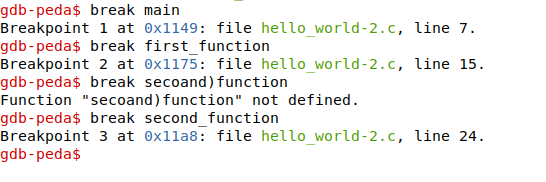 gdb-peda$ break main
Breakpoint 1 at 0x1149: file hello_world-2.c, line 7.
gdb-peda$ break first_function
Breakpoint 2 at 0x1175: file hello_world-2.c, line 15.
gdb-peda$ break secoand)function
Function "secoand)function" not defined.
gdb-peda$ break second_function
Breakpoint 3 at 0x11a8: file hello_world-2.c, line 24.
gdb-peda$